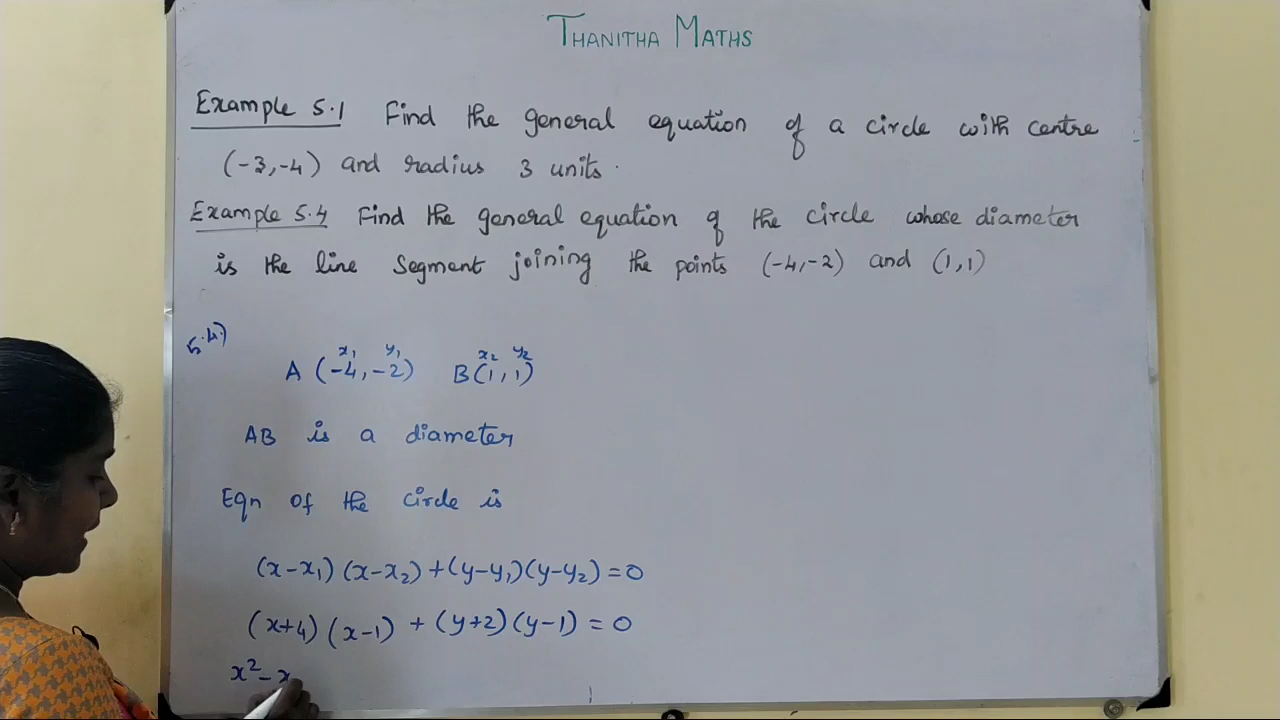 THANITHA MATHS
Example 5.1 Find the general equation of a circle with centre
(-3,-4) and radius 3 units.
Example 5.4 Find the general equation of the circle whose diameter
is the line segment joining the points (-4,-2) and (1,1)
5.4)
x₁ y₁ x₂ y₂
A (-4,-2) B(1,1)
AB is a diameter
Eqn of the circle is
(x-x₁)(x-x₂)+(y-y₁)(y-y₂)=0
(x+4)(x-1) + (y+2)(y-1) = 0
x²-x